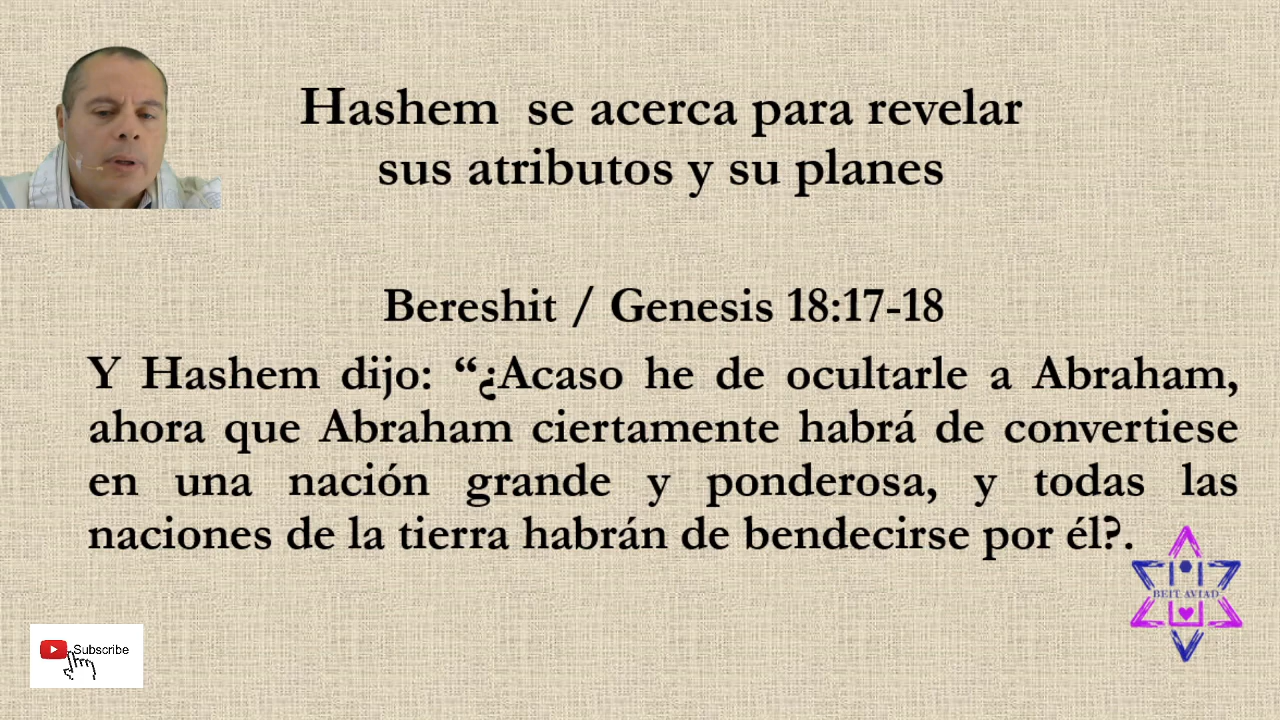 Hashem se acerca para revelar
sus atributos y su planes
Bereshit / Genesis 18:17-18
Y Hashem dijo: “¿Acaso he de ocultarle a Abraham,
ahora que Abraham ciertamente habrá de convertiese
en una nación grande y ponderosa, y todas las
naciones de la tierra habrán de bendecirse por él?.
BEIT AVIAD
Subscribe